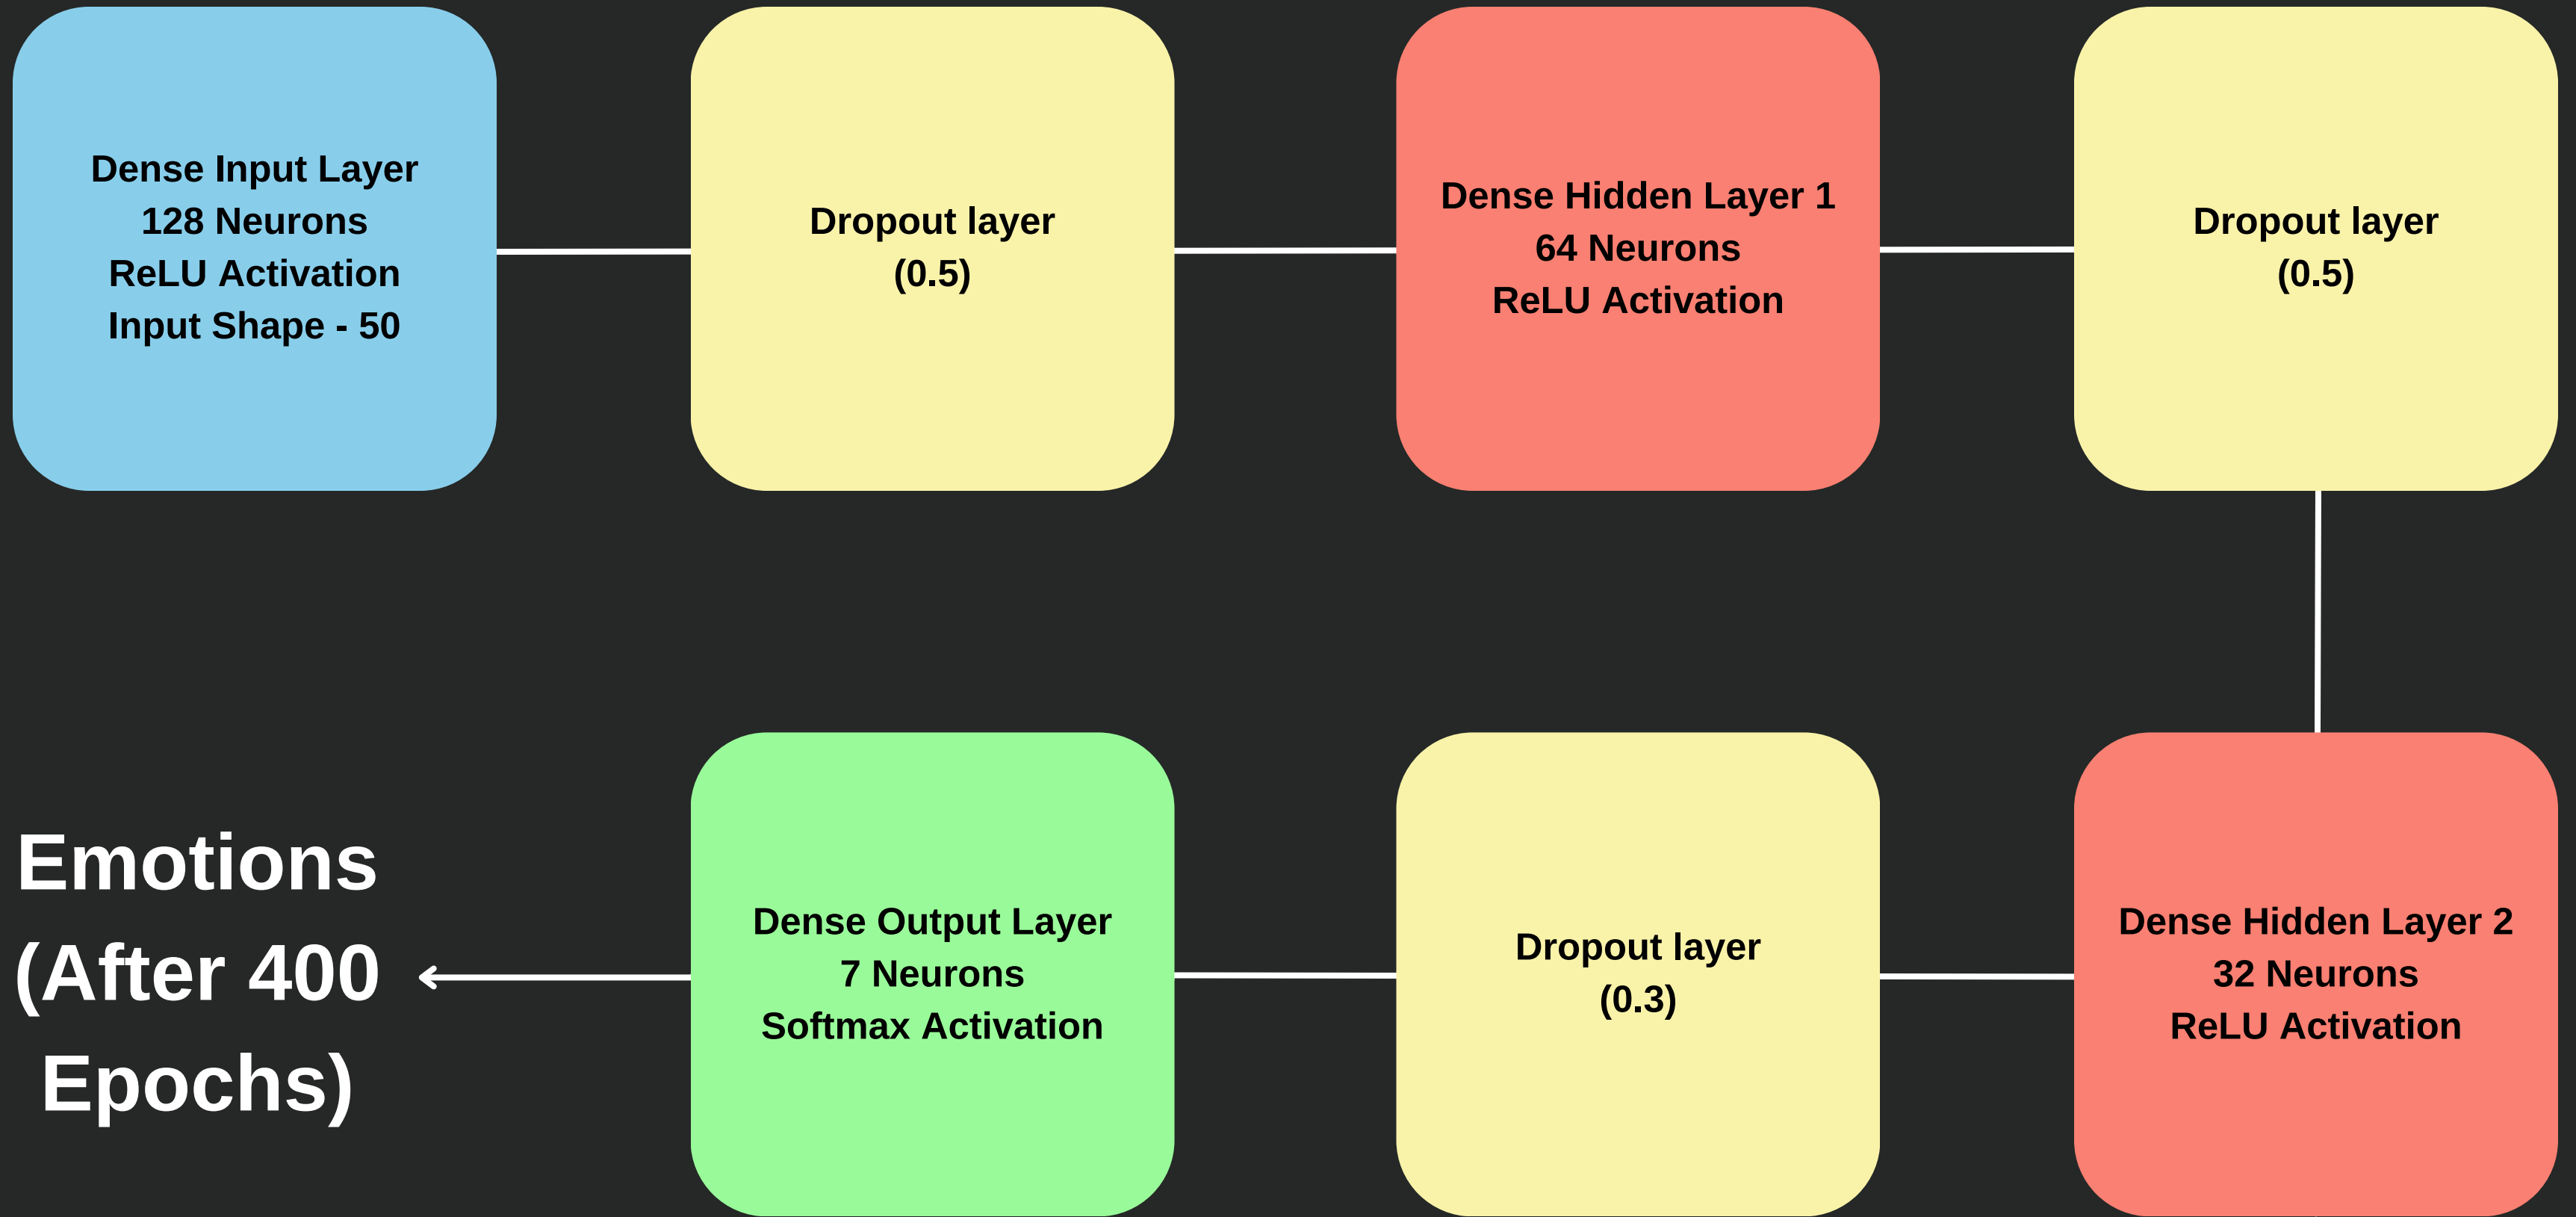 Dense Input Layer
128 Neurons
ReLU Activation
Input Shape - 50
Dropout layer
(0.5)
Dense Hidden Layer 1
64 Neurons
ReLU Activation
Dropout layer
(0.5)
Dense Hidden Layer 2
32 Neurons
ReLU Activation
Dropout layer
(0.3)
Dense Output Layer
7 Neurons
Softmax Activation
Emotions
(After 400
Epochs)